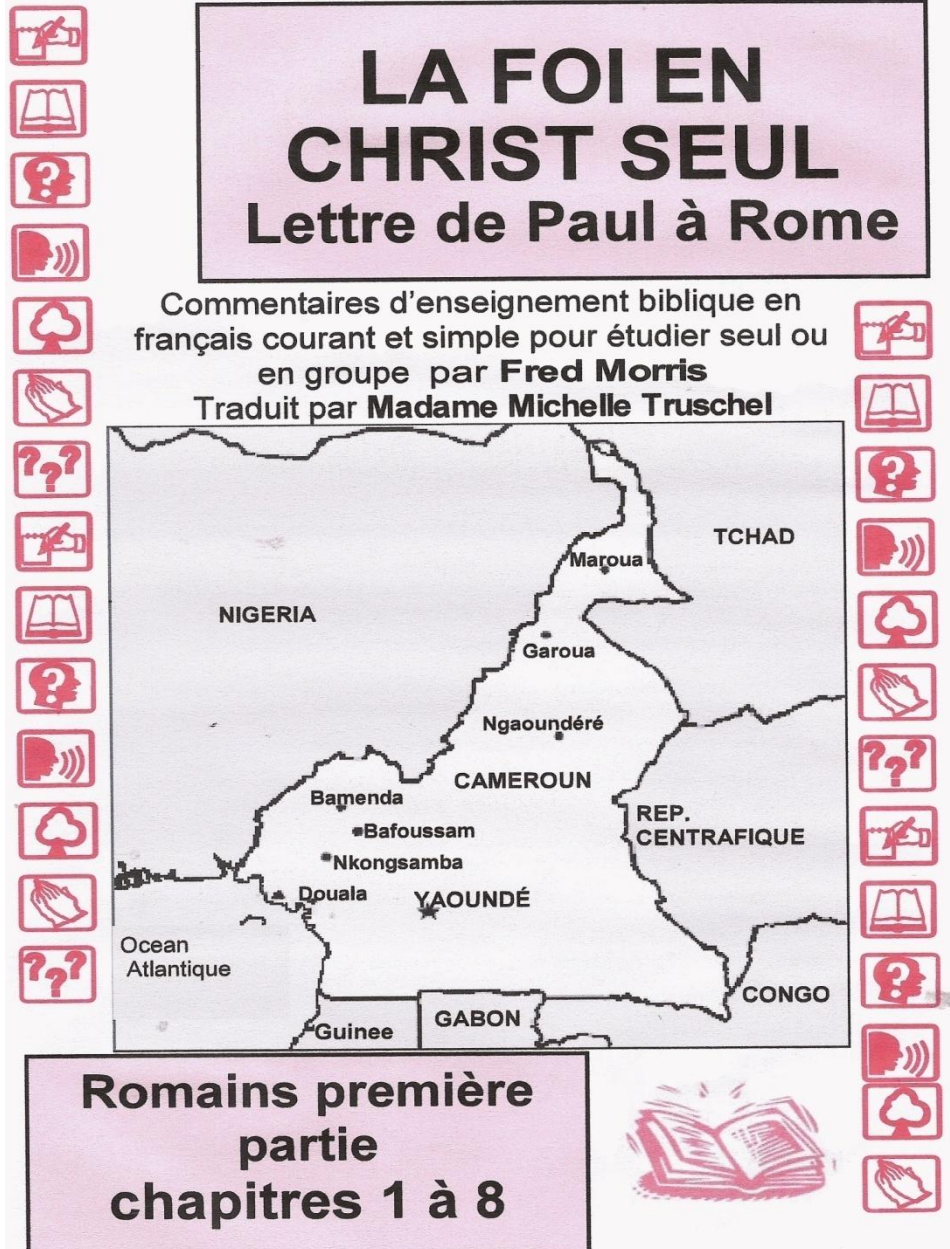 LA FOI EN
CHRIST SEUL
Lettre de Paul à Rome
Commentaires d'enseignement biblique en
français courant et simple pour étudier seul ou
en groupe par Fred Morris
Traduit par Madame Michelle Truschel
TCHAD
Maroua
NIGERIA
Garoua
Ngaoundéré
CAMEROUN
Bamenda
REP.
CENTRAFIQUE
Bafoussam
Nkongsamba
Douala
YAOUNDÉ
Ocean
Atlantique
CONGO
GABON
Guinee
Romains première
partie
chapitres 1 à 8